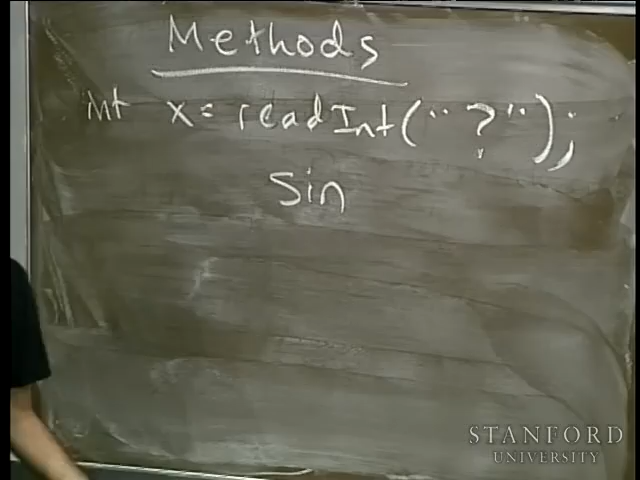 Methods
int x = readInt("?");
sin
STANFORD
UNIVERSITY